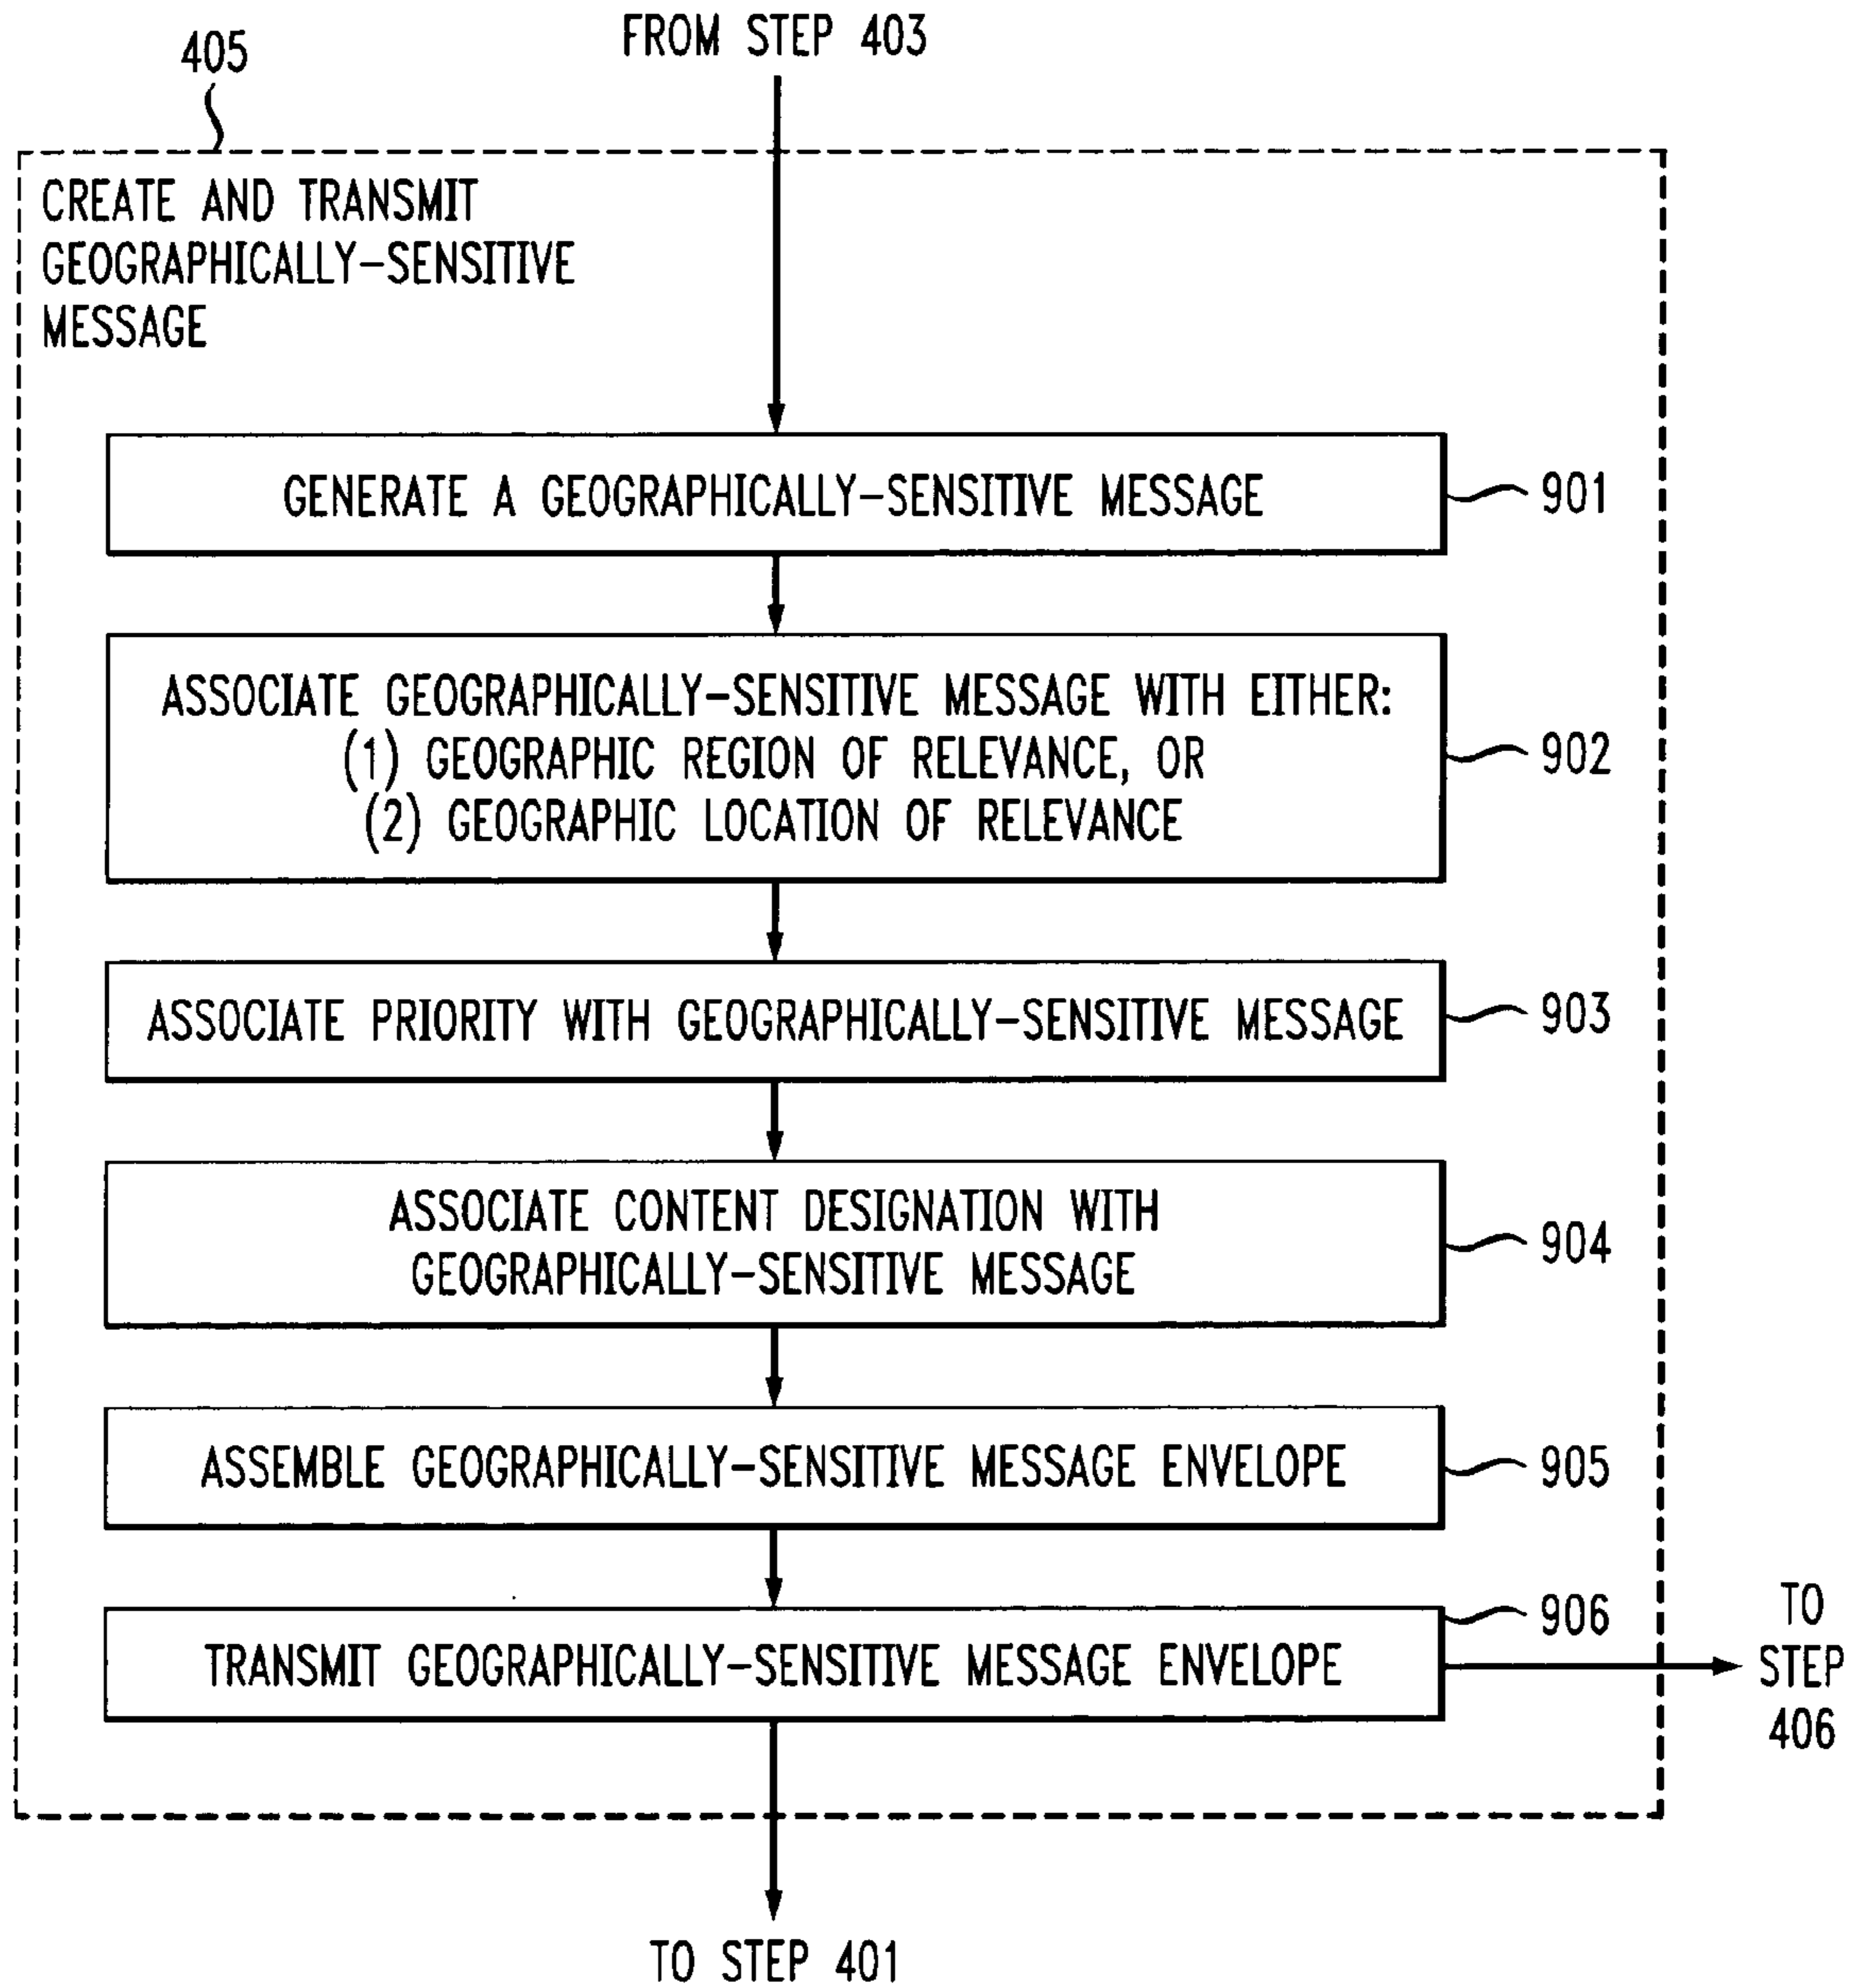 FROM STEP 403
405
CREATE AND TRANSMIT
GEOGRAPHICALLY-SENSITIVE
MESSAGE
GENERATE A GEOGRAPHICALLY-SENSITIVE MESSAGE
901
ASSOCIATE GEOGRAPHICALLY-SENSITIVE MESSAGE WITH EITHER:
(1) GEOGRAPHIC REGION OF RELEVANCE, OR
(2) GEOGRAPHIC LOCATION OF RELEVANCE
902
ASSOCIATE PRIORITY WITH GEOGRAPHICALLY-SENSITIVE MESSAGE
903
ASSOCIATE CONTENT DESIGNATION WITH
GEOGRAPHICALLY-SENSITIVE MESSAGE
904
ASSEMBLE GEOGRAPHICALLY-SENSITIVE MESSAGE ENVELOPE
905
TRANSMIT GEOGRAPHICALLY-SENSITIVE MESSAGE ENVELOPE
906
TO
STEP
406
TO STEP 401